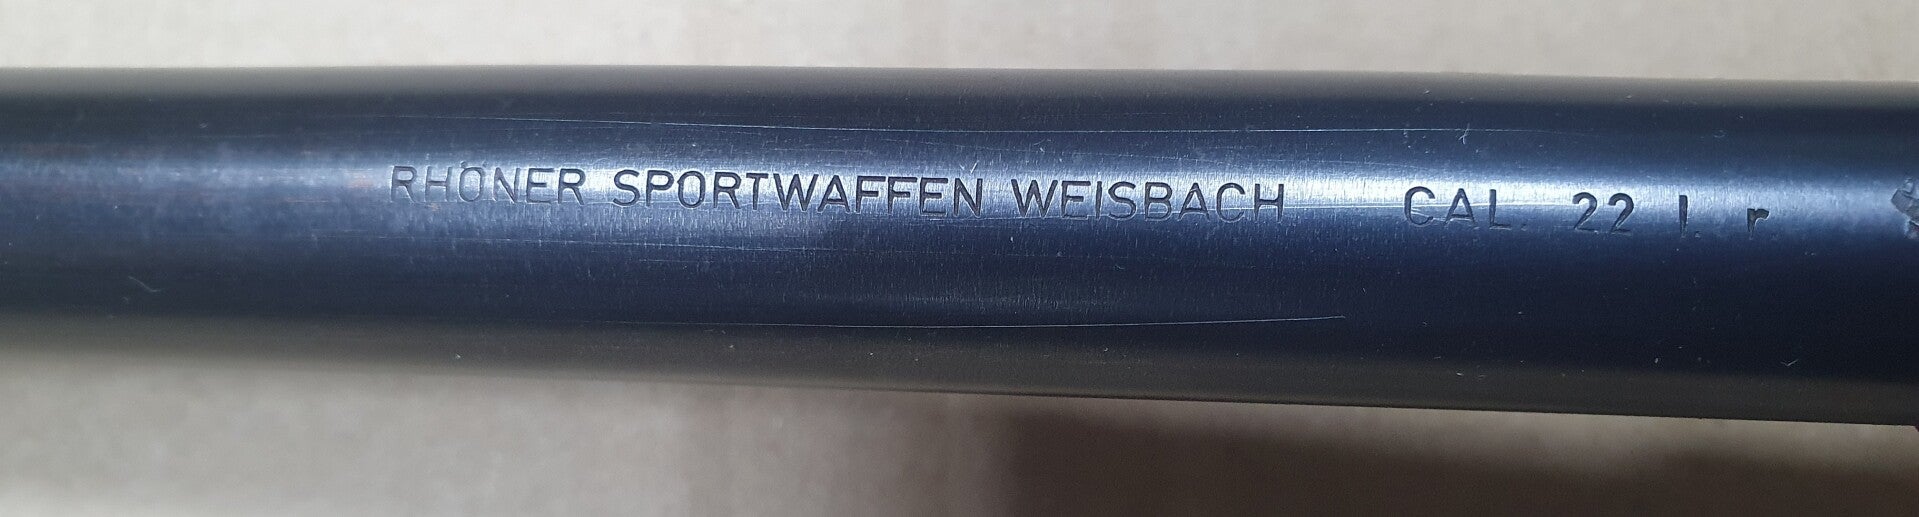 RHÖNER SPORTWAFFEN WEISBACH CAL. 22 l. r.